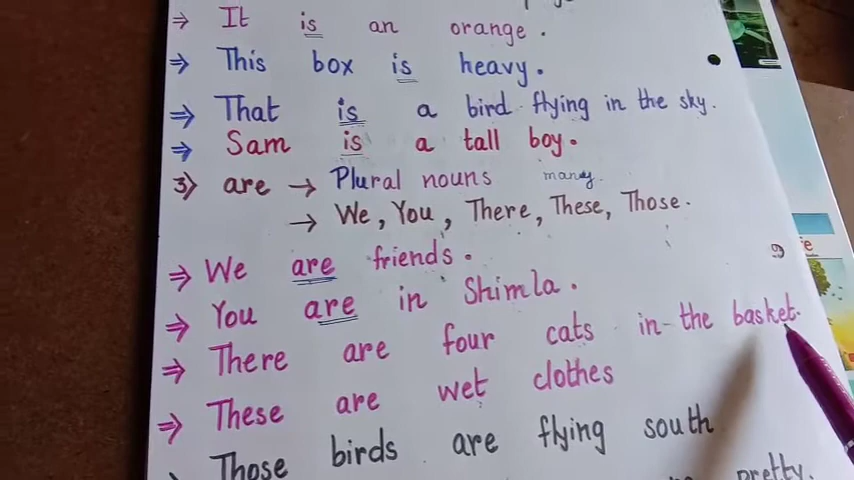 ⇒ It is an orange.
⇒ This box is heavy.
⇒ That is a bird flying in the sky.
⇒ Sam is a tall boy.
3) are → Plural nouns many
→ We, You, There, These, Those.
⇒ We are friends.
⇒ You are in Shimla.
⇒ There are four cats in the basket.
⇒ These are wet clothes
Those birds are flying south
pretty.